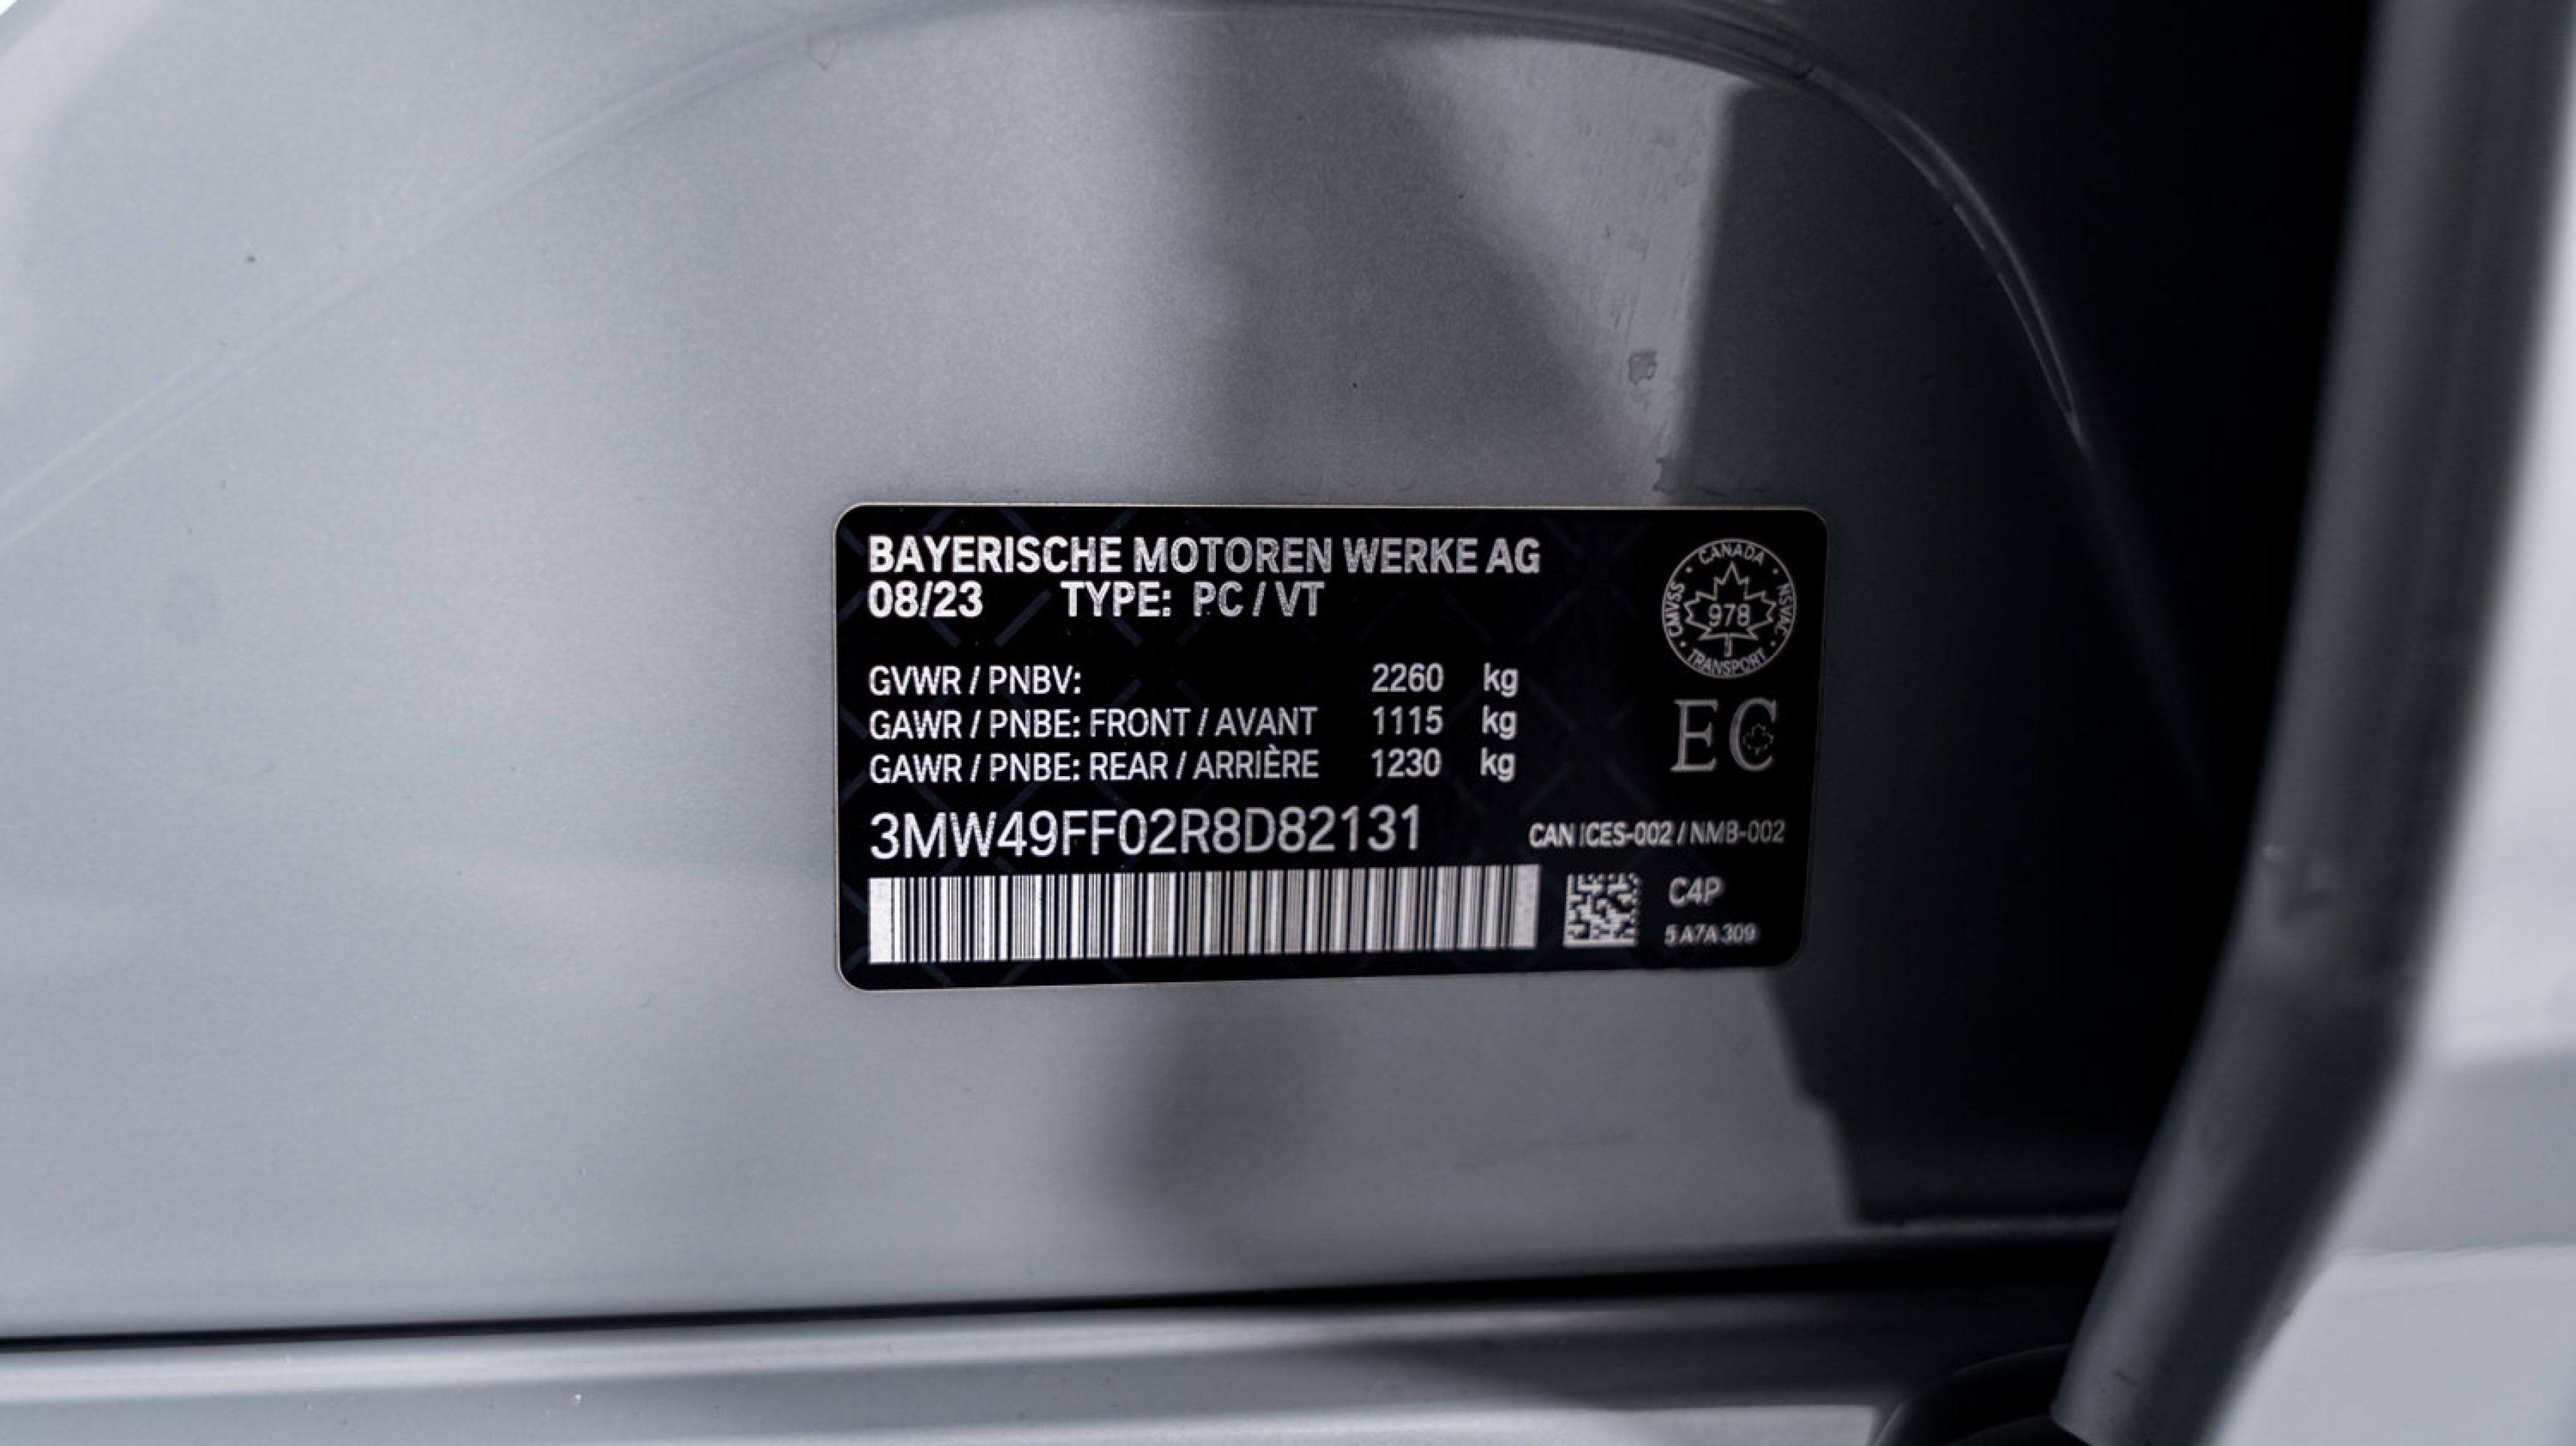 BAYERISCHE MOTOREN WERKE AG
08/23 TYPE: PC / VT
CANADA
CMVSS
978
NSVAC
TRANSPORT
GVWR / PNBV: 2260 kg
GAWR / PNBE: FRONT / AVANT 1115 kg
GAWR / PNBE: REAR / ARRIÈRE 1230 kg
EC
3MW49FF02R8D82131
CAN ICES-002 / NMB-002
C4P
5 A7A 309